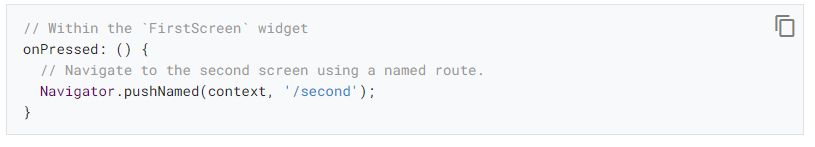 // Within the `FirstScreen` widget
onPressed: () {
  // Navigate to the second screen using a named route.
  Navigator.pushNamed(context, '/second');
}